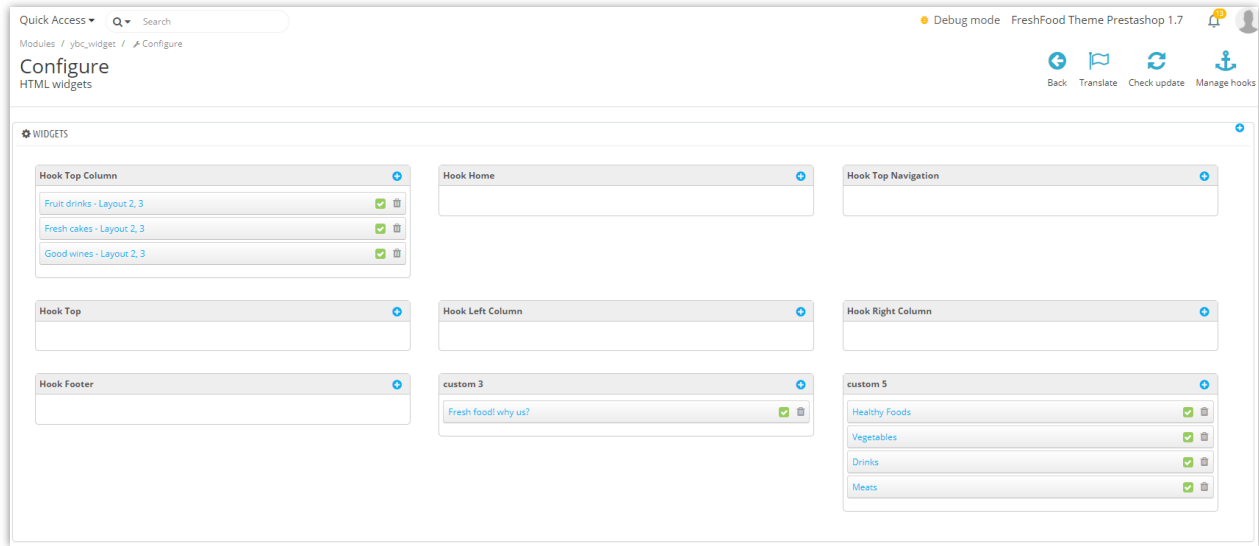 Quick Access
Search
Debug mode
FreshFood Theme Prestashop 1.7
13
Modules / ybc_widget / Configure
Configure
HTML widgets
Back
Translate
Check update
Manage hooks
WIDGETS
Hook Top Column
Fruit drinks - Layout 2, 3
Fresh cakes - Layout 2, 3
Good wines - Layout 2, 3
Hook Home
Hook Top Navigation
Hook Top
Hook Left Column
Hook Right Column
Hook Footer
custom 3
Fresh food! why us?
custom 5
Healthy Foods
Vegetables
Drinks
Meats